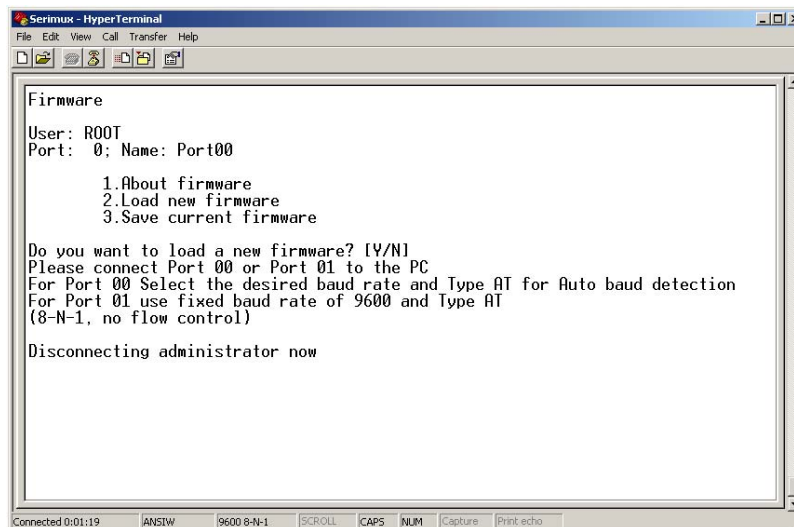 Serimux - HyperTerminal
File Edit View Call Transfer Help
Firmware
User: ROOT
Port:  0; Name: Port00
1.About firmware
2.Load new firmware
3.Save current firmware
Do you want to load a new firmware? [Y/N]
Please connect Port 00 or Port 01 to the PC
For Port 00 Select the desired baud rate and Type AT for Auto baud detection
For Port 01 use fixed baud rate of 9600 and Type AT
(8-N-1, no flow control)
Disconnecting administrator now
Connected 0:01:19 ANSIW 9600 8-N-1 SCROLL CAPS NUM Capture Print echo